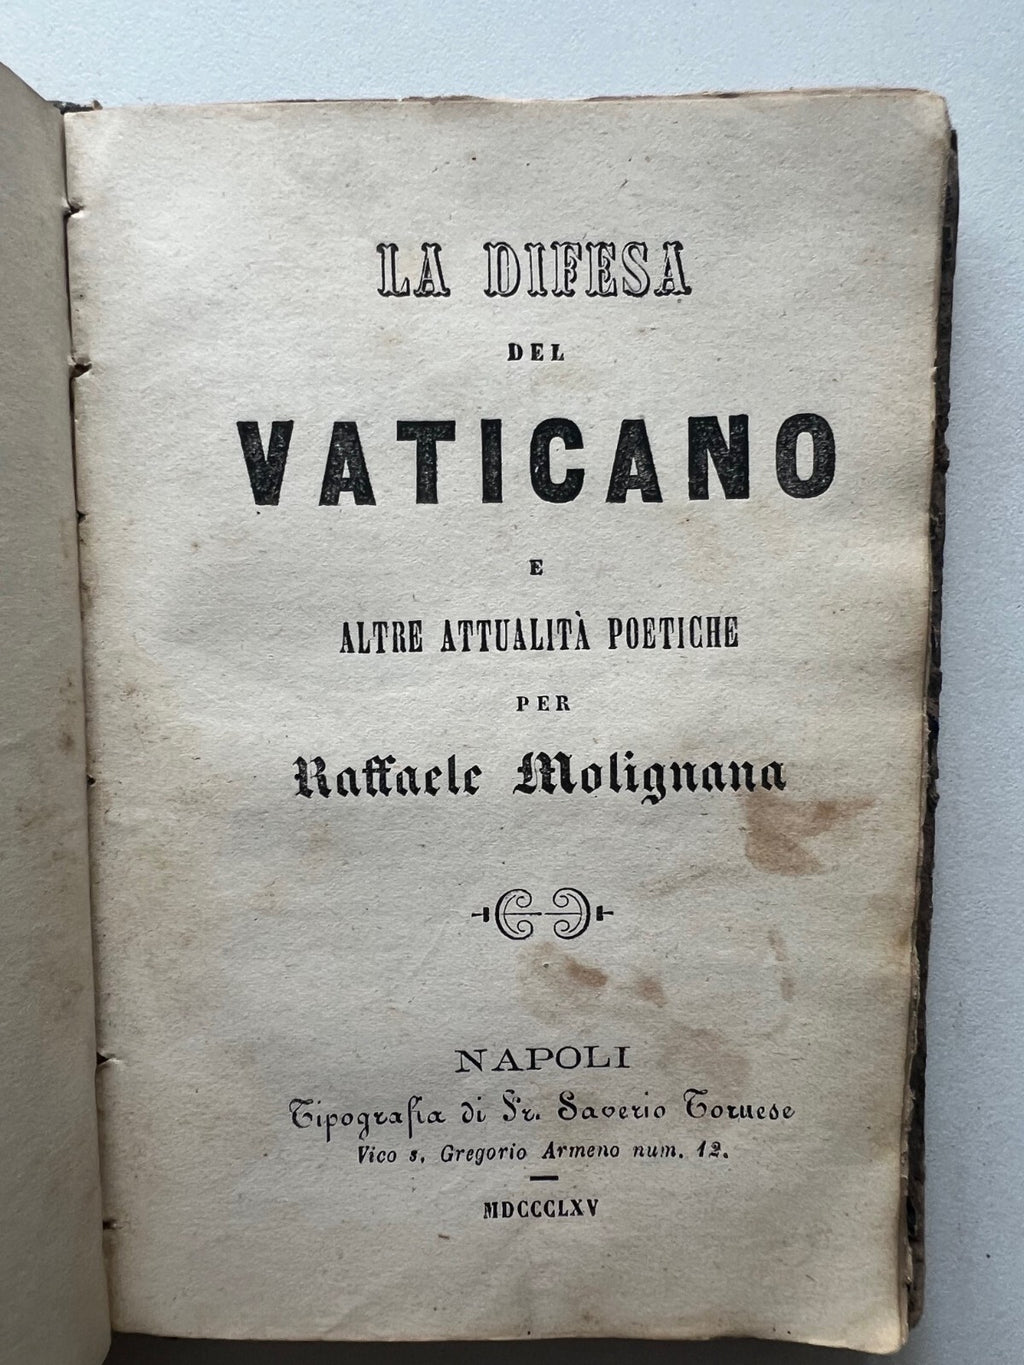 LA DIFESA
DEL
VATICANO
E
ALTRE ATTUALITÀ POETICHE
PER
Raffaele Molignana
NAPOLI
Tipografia di Fr. Saverio Tornese
Vico s. Gregorio Armeno num. 12.
MDCCCLXV